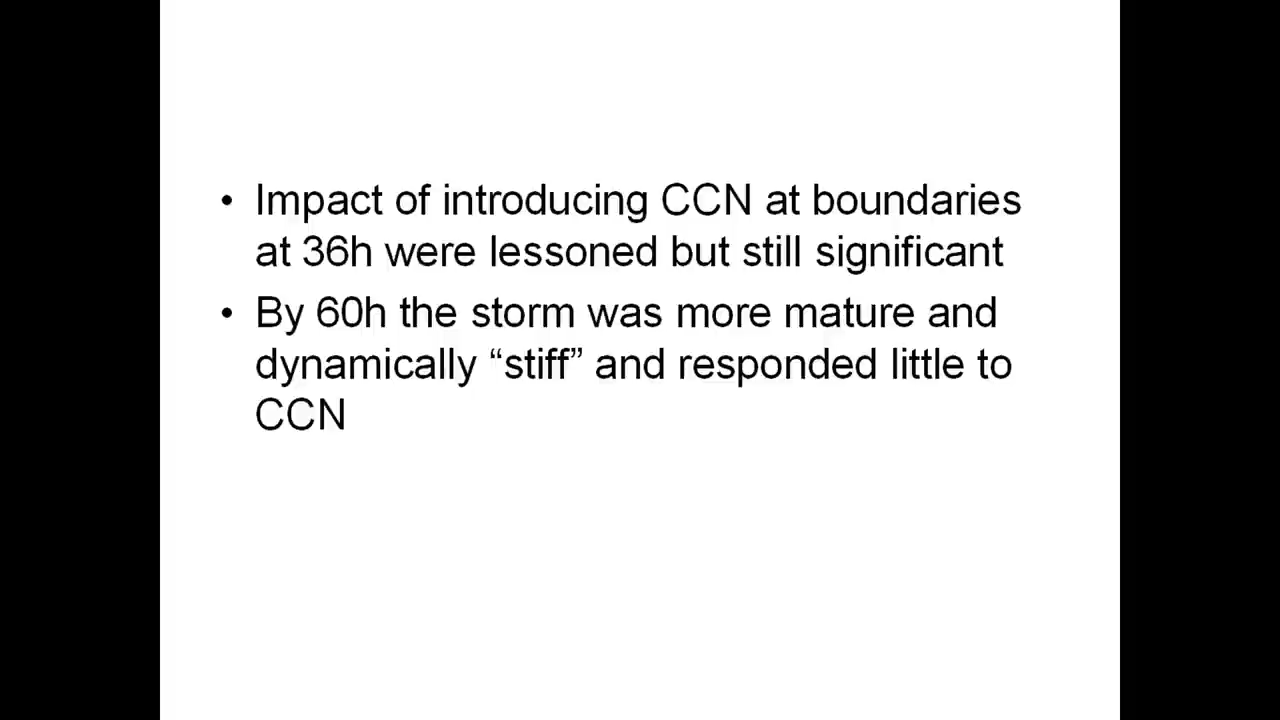 • Impact of introducing CCN at boundaries
at 36h were lessoned but still significant
• By 60h the storm was more mature and
dynamically “stiff” and responded little to
CCN